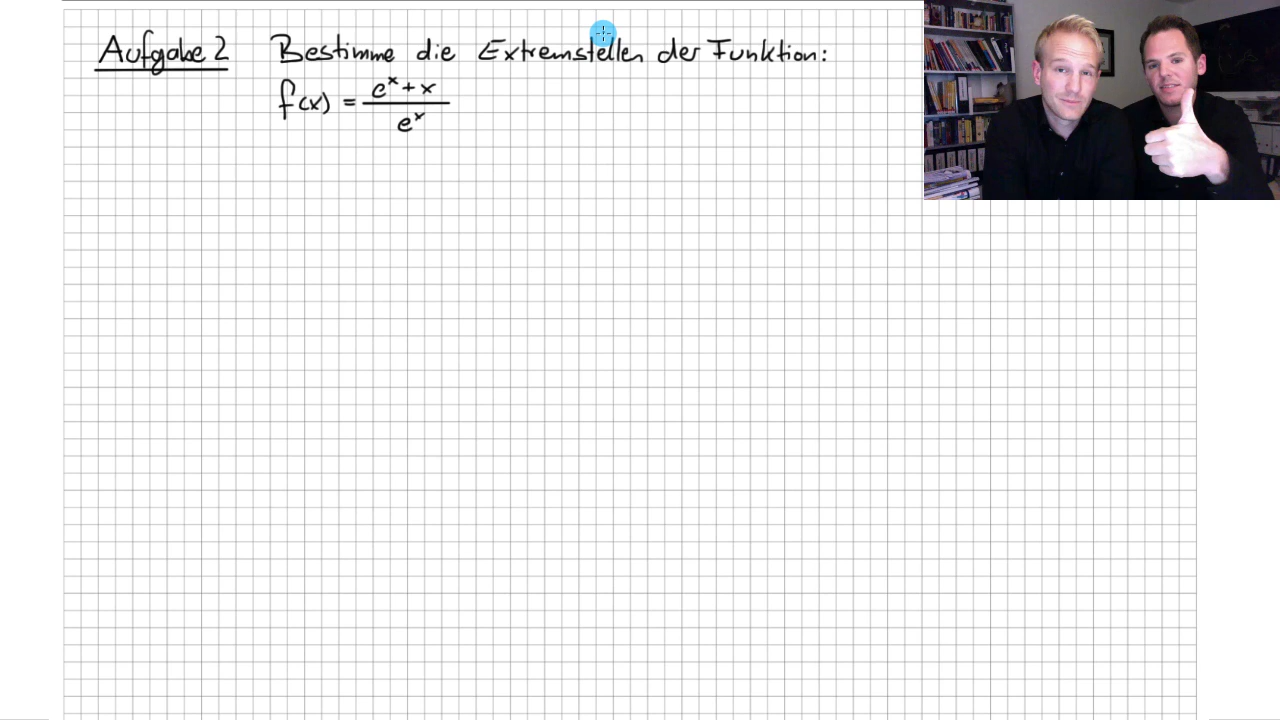 Aufgabe 2 Bestimme die Extremstellen der Funktion:
f(x) = (e^x + x) / e^x